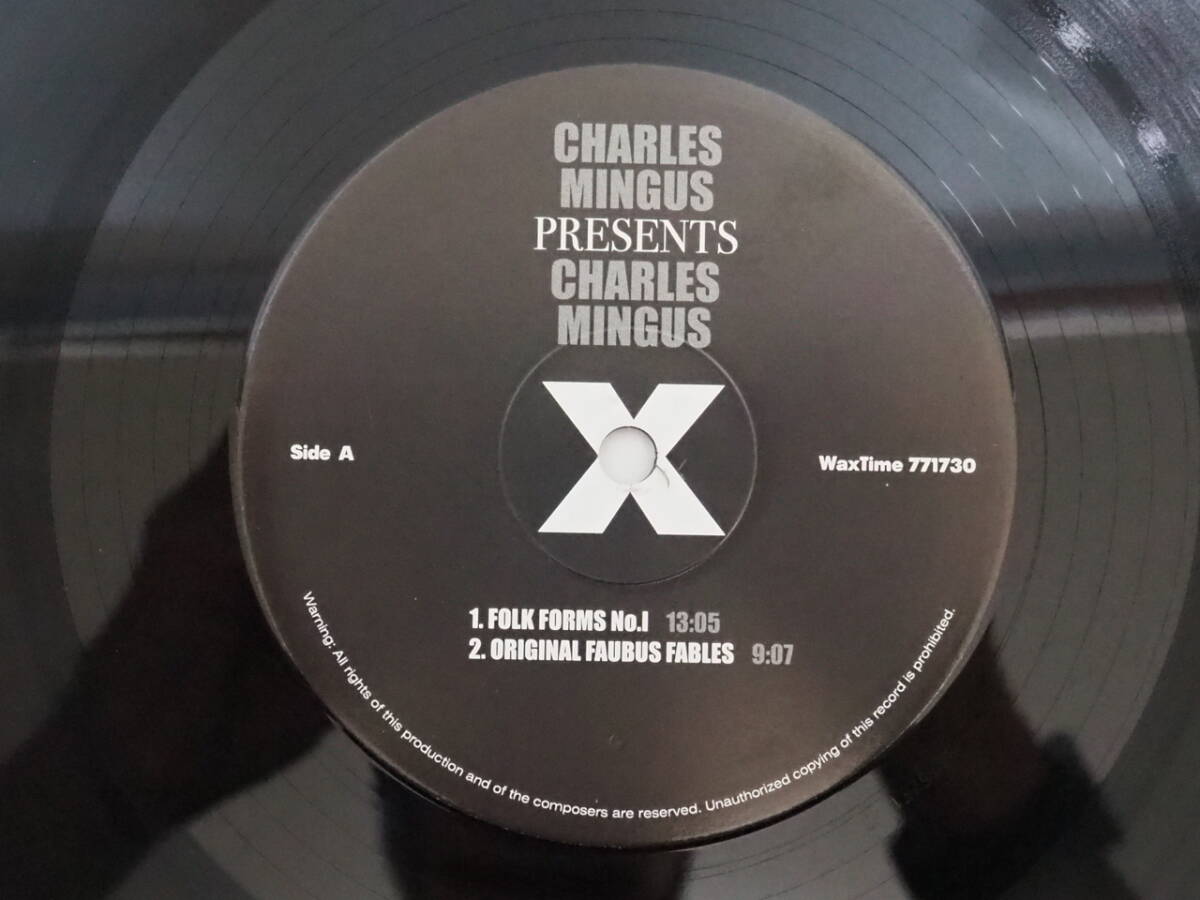 CHARLES
MINGUS
PRESENTS
CHARLES
MINGUS
X
Side A
WaxTime 771730
1. FOLK FORMS No.I 13:05
2. ORIGINAL FAUBUS FABLES 9:07
Warning: All rights of this production and of the composers are reserved. Unauthorized copying of this record is prohibited.